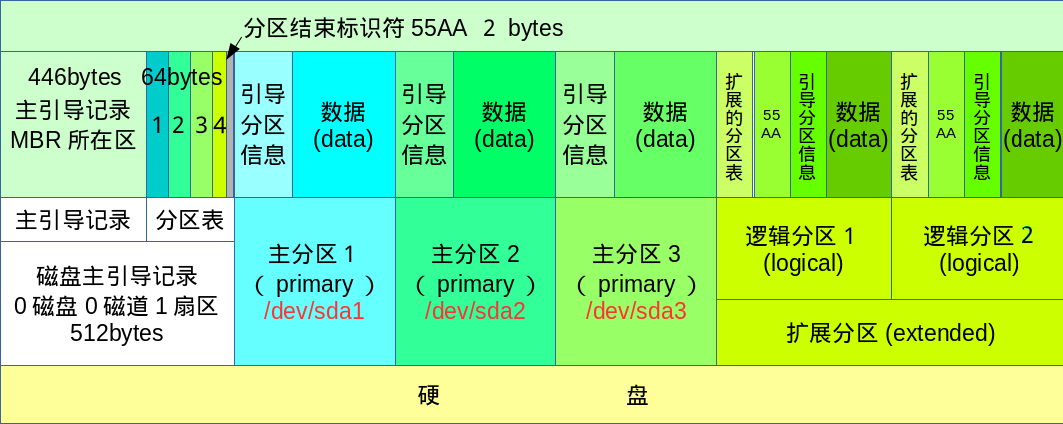 分区结束标识符 55AA 2 bytes
446bytes
主引导记录
MBR 所在区
64bytes
1
2
3
4
引导
分区
信息
数据
(data)
引导
分区
信息
数据
(data)
引导
分区
信息
数据
(data)
扩展的分区表
55
AA
引导分区信息
数据
(data)
扩展的分区表
55
AA
引导分区信息
数据
(data)
主引导记录
分区表
磁盘主引导记录
0 磁盘 0 磁道 1 扇区
512bytes
主分区 1
( primary )
/dev/sda1
主分区 2
( primary )
/dev/sda2
主分区 3
( primary )
/dev/sda3
逻辑分区 1
(logical)
逻辑分区 2
(logical)
扩展分区 (extended)
硬 盘